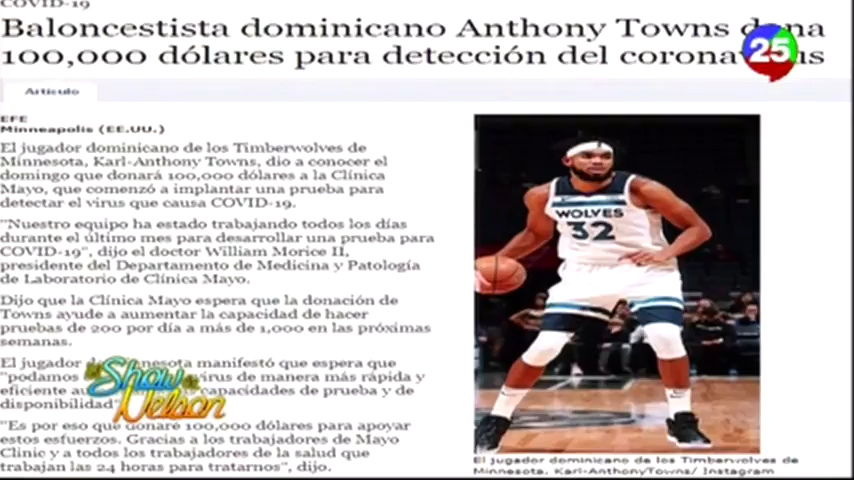 COVID-19
Baloncestista dominicano Anthony Towns dona
100,000 dólares para detección del coronavirus
25
Artículo
EFE
Minneapolis (EE.UU.)
El jugador dominicano de los Timberwolves de
Minnesota, Karl-Anthony Towns, dio a conocer el
domingo que donará 100,000 dólares a la Clínica
Mayo, que comenzó a implantar una prueba para
detectar el virus que causa COVID-19.
"Nuestro equipo ha estado trabajando todos los días
durante el último mes para desarrollar una prueba para
COVID-19", dijo el doctor William Morice II,
presidente del Departamento de Medicina y Patología
de Laboratorio de Clínica Mayo.
Dijo que la Clínica Mayo espera que la donación de
Towns ayude a aumentar la capacidad de hacer
pruebas de 200 por día a más de 1,000 en las próximas
semanas.
El jugador de Minnesota manifestó que espera que
"podamos virus de manera más rápida y
eficiente capacidades de prueba y de
disponibilidad"
El Show de Nelson
"Es por eso que donaré 100,000 dólares para apoyar
estos esfuerzos. Gracias a los trabajadores de Mayo
Clinic y a todos los trabajadores de la salud que
trabajan las 24 horas para tratarnos", dijo.
WOLVES
32
El jugador dominicano de los Timberwolves de
Minnesota, Karl-AnthonyTowns/ Instagram